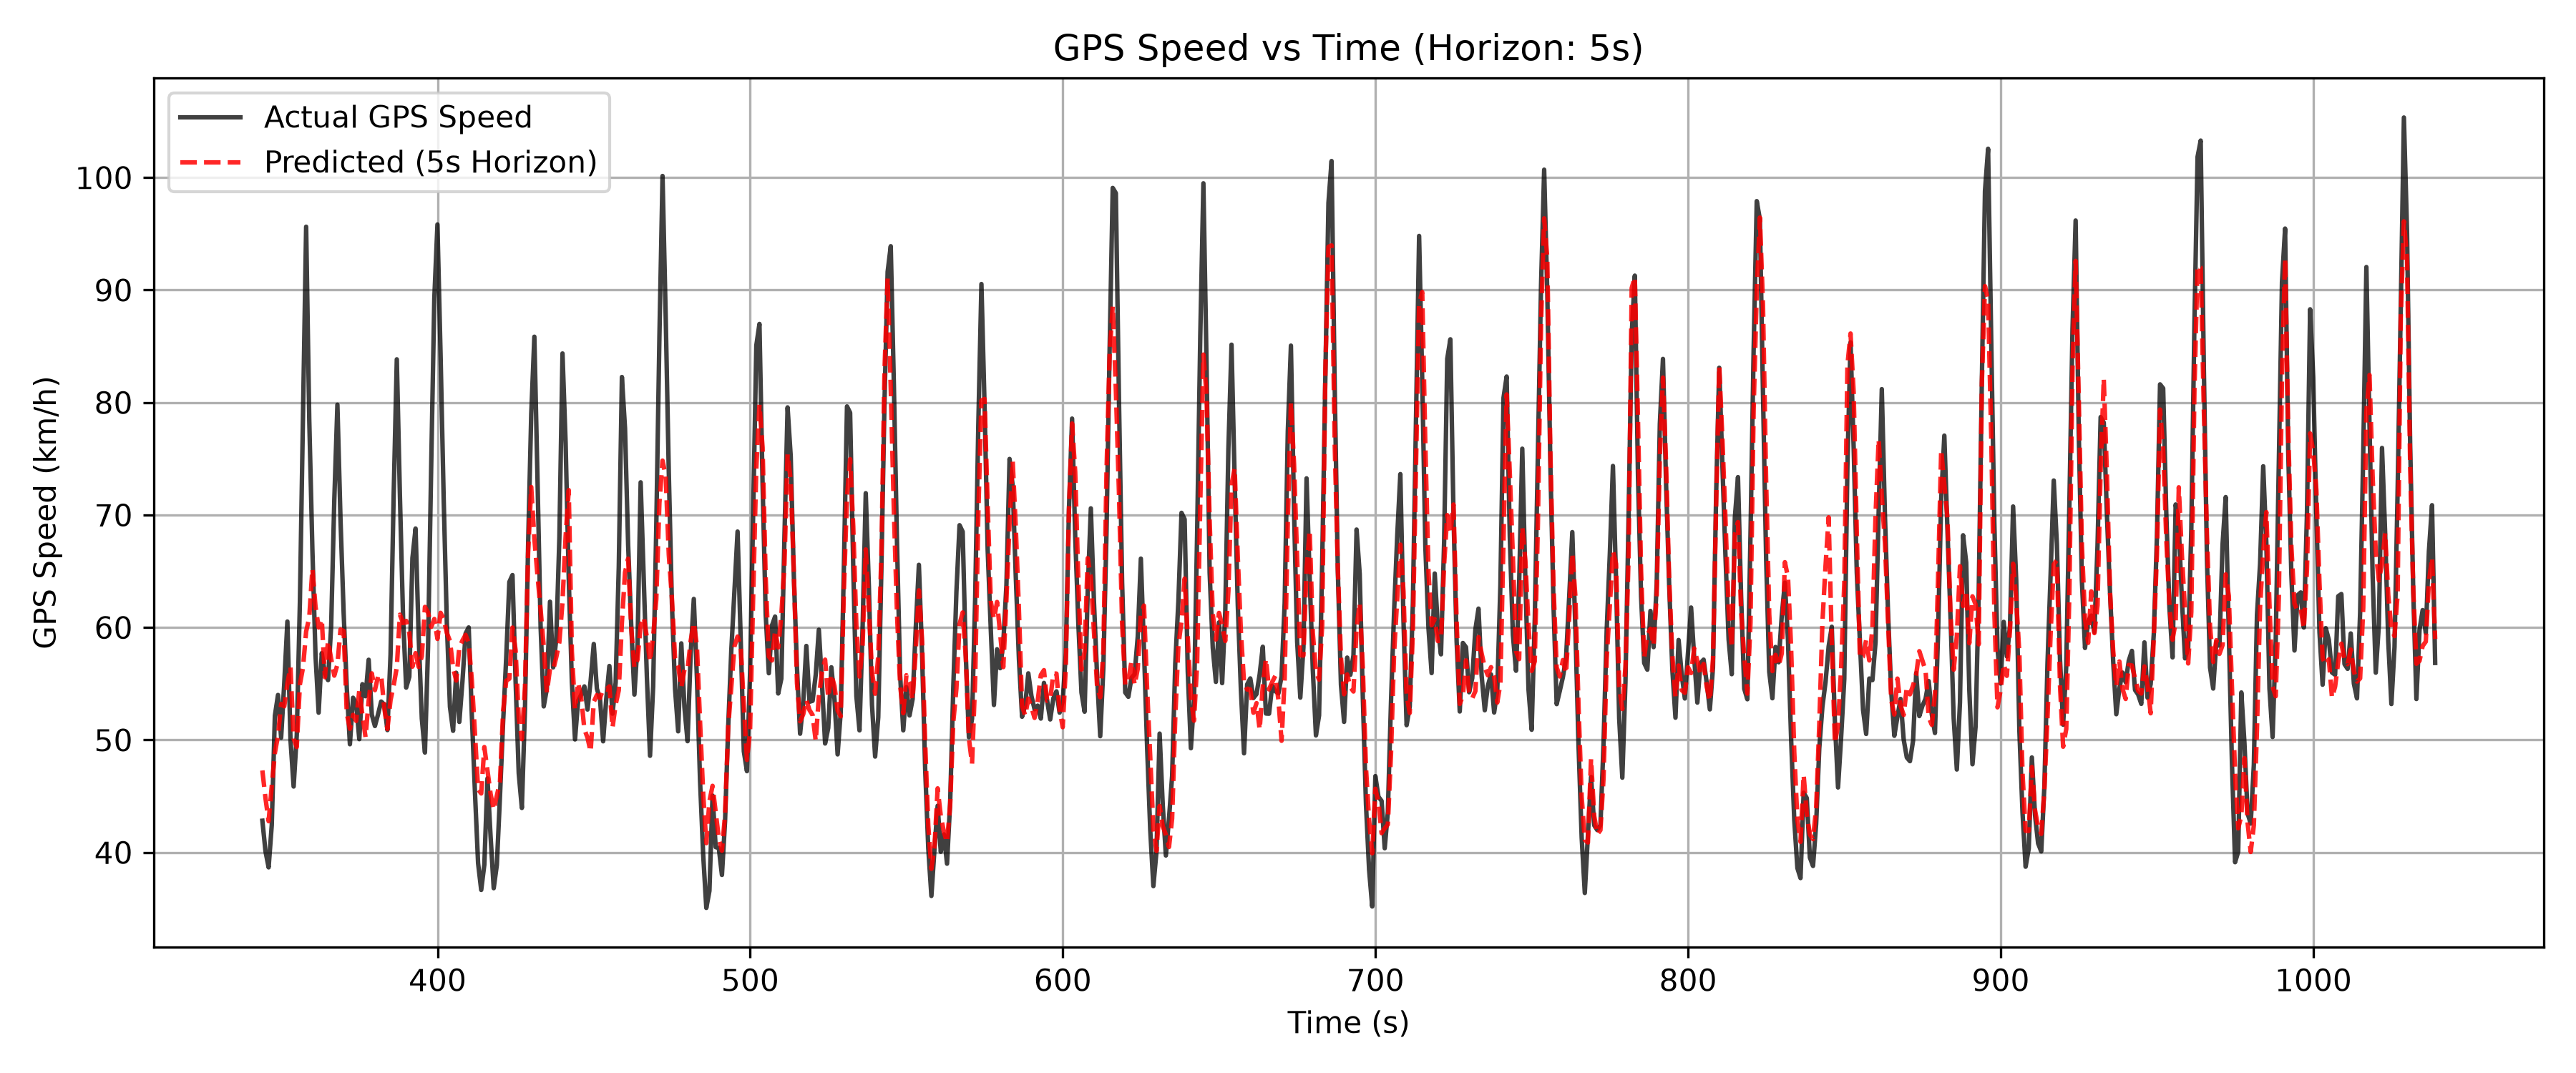 GPS Speed vs Time (Horizon: 5s)
Actual GPS Speed
Predicted (5s Horizon)
GPS Speed (km/h)
100
90
80
70
60
50
40
400 500 600 700 800 900 1000
Time (s)